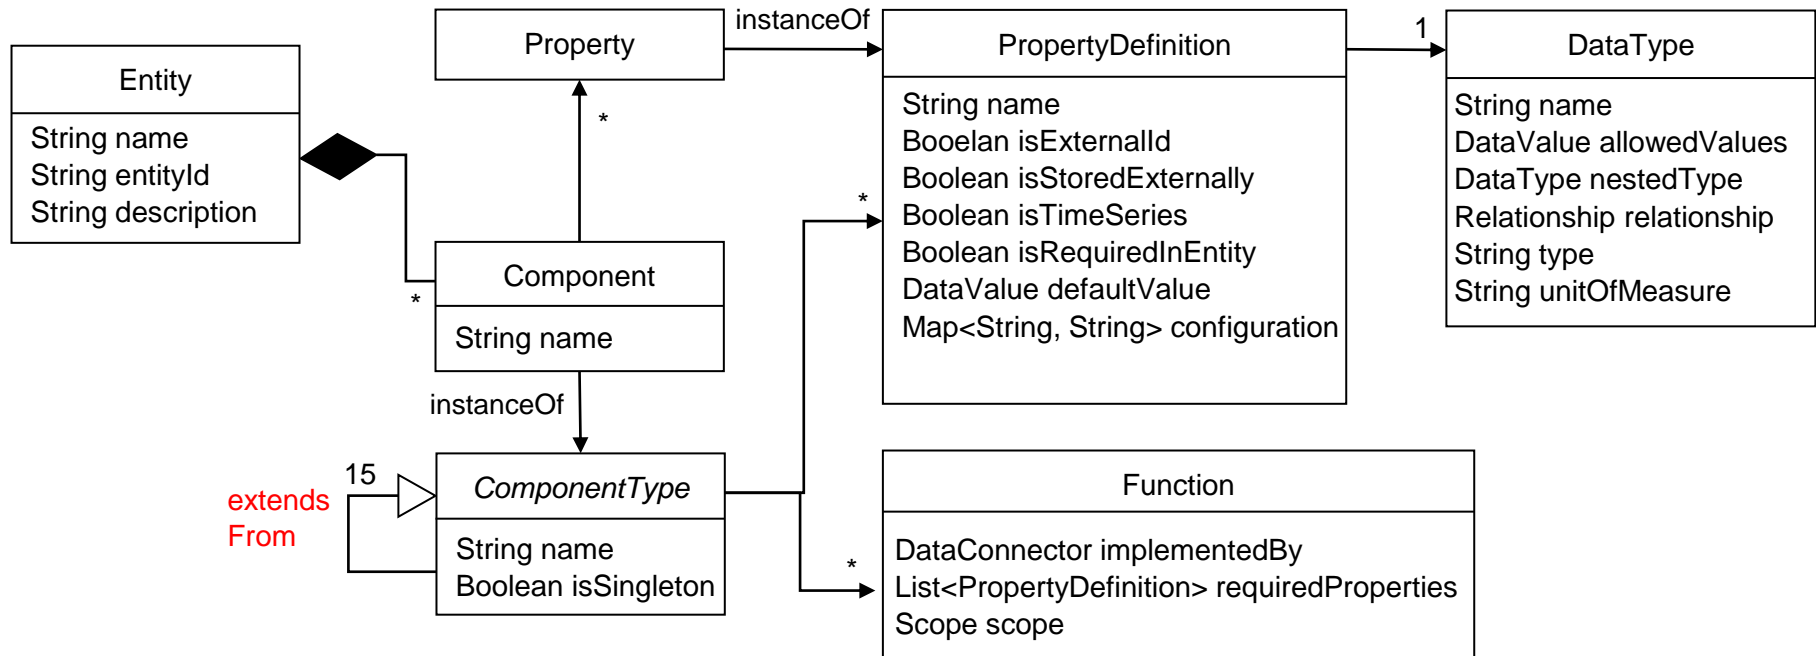 Entity
String name
String entityId
String description
*
Property
*
Component
String name
instanceOf
instanceOf
PropertyDefinition
String name
Booelan isExternalId
Boolean isStoredExternally
Boolean isTimeSeries
Boolean isRequiredInEntity
DataValue defaultValue
Map<String, String> configuration
1
DataType
String name
DataValue allowedValues
DataType nestedType
Relationship relationship
String type
String unitOfMeasure
15
extends
From
ComponentType
String name
Boolean isSingleton
*
*
Function
DataConnector implementedBy
List<PropertyDefinition> requiredProperties
Scope scope